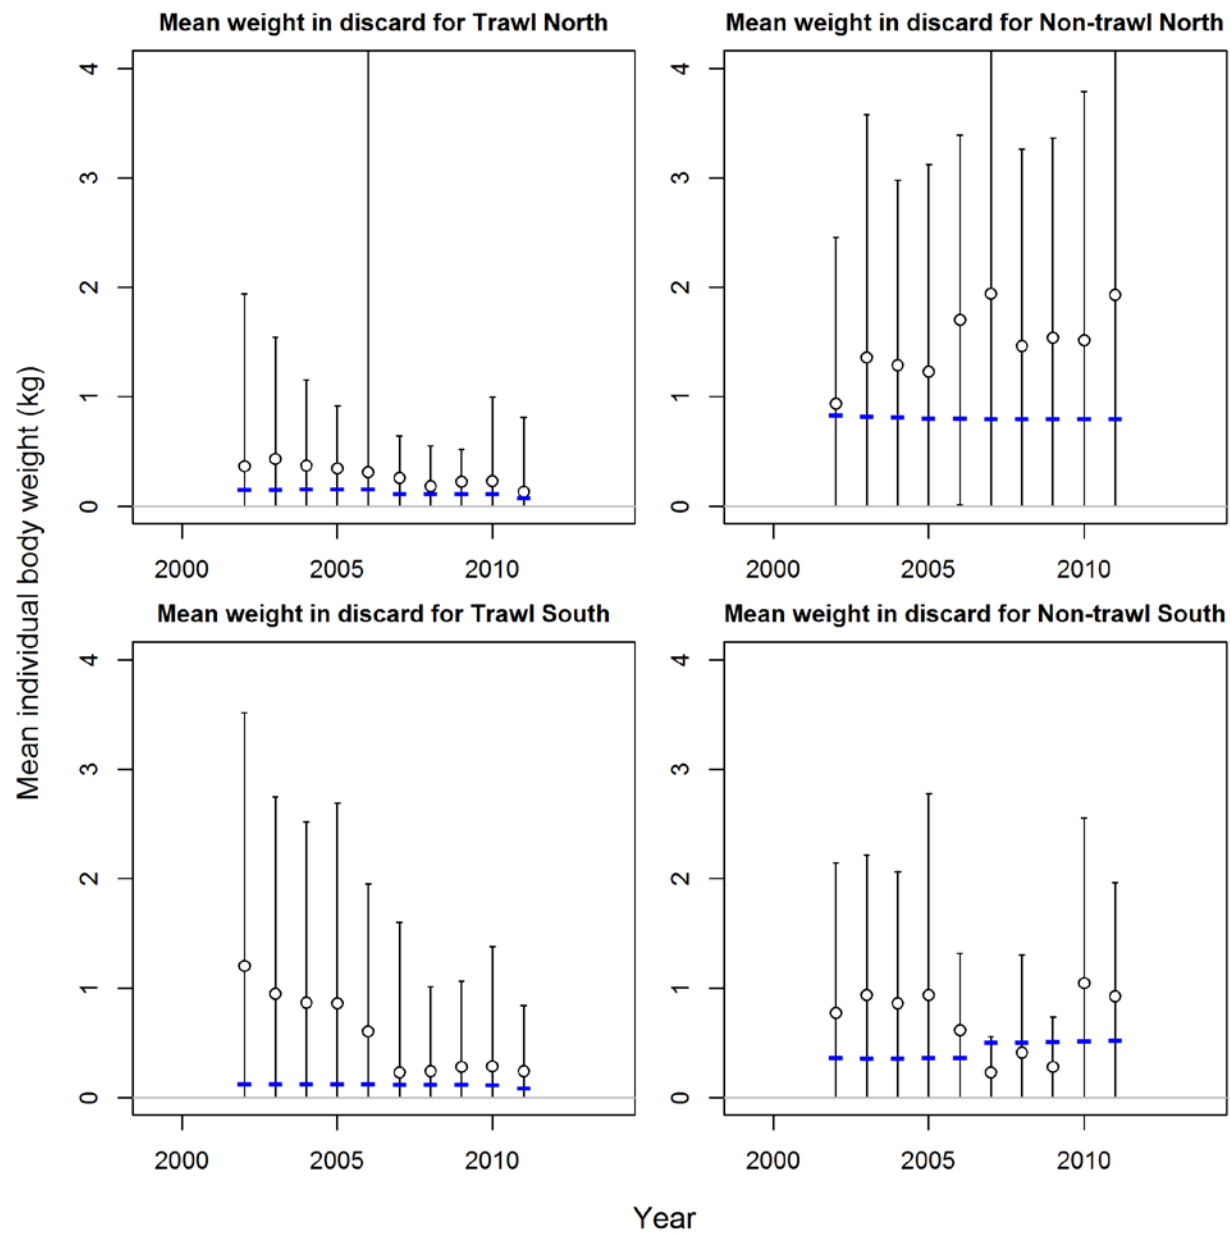 Mean weight in discard for Trawl North
4
3
2
1
0
2000 2005 2010
Mean weight in discard for Non-trawl North
4
3
2
1
0
2000 2005 2010
Mean weight in discard for Trawl South
4
3
2
1
0
2000 2005 2010
Mean weight in discard for Non-trawl South
4
3
2
1
0
2000 2005 2010
Mean individual body weight (kg)
Year